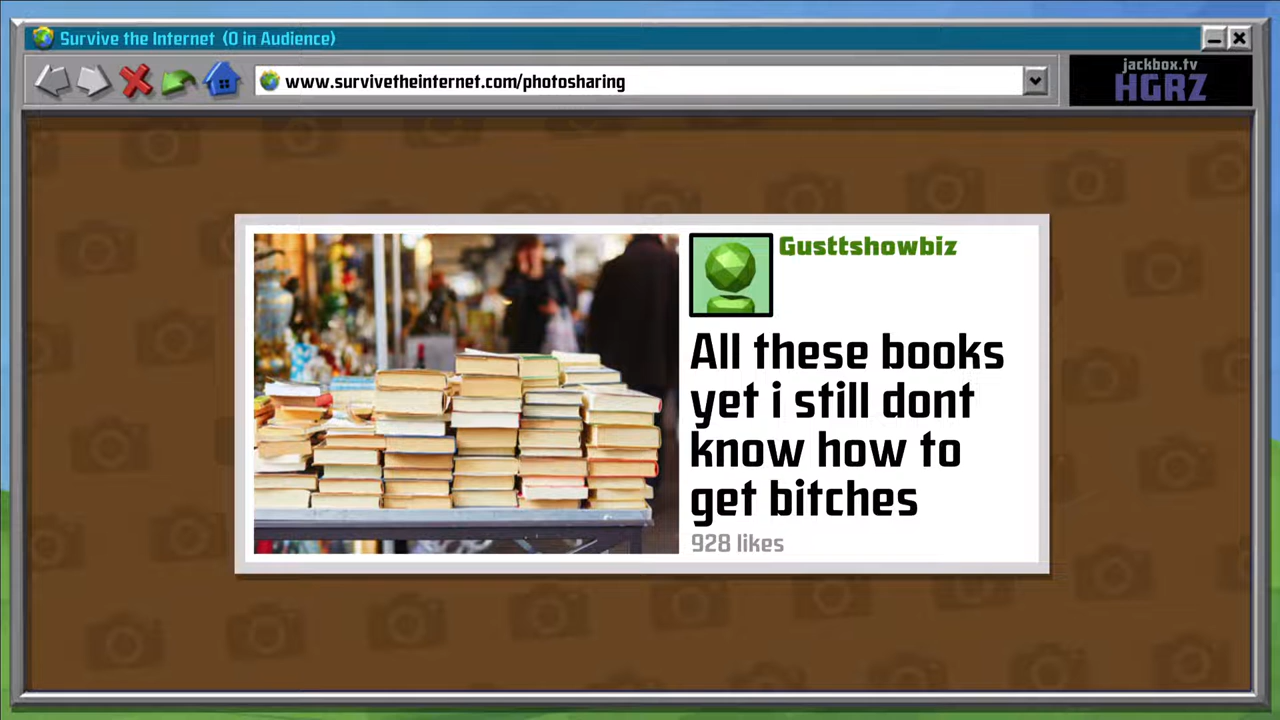 Survive the Internet (0 in Audience)
www.survivetheinternet.com/photosharing
jackbox.tv
HGRZ
Gusttshowbiz
All these books
yet i still dont
know how to
get bitches
928 likes